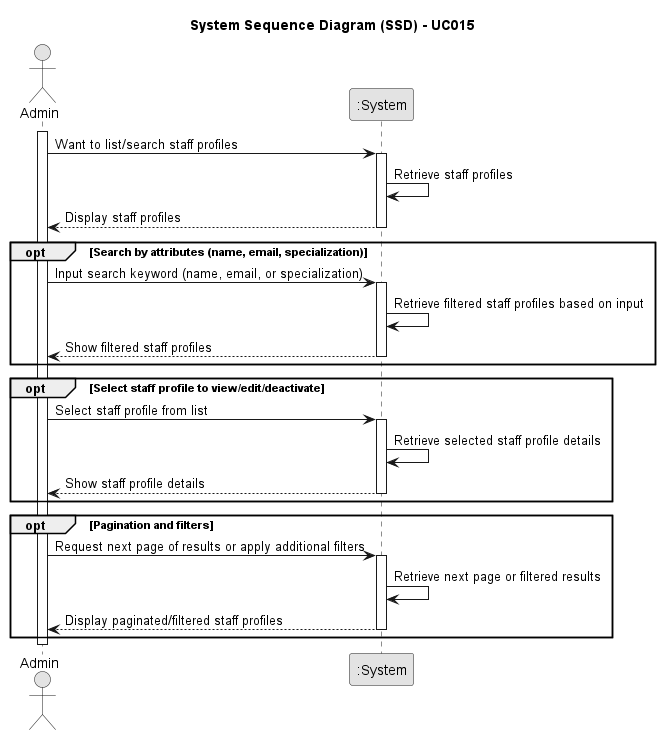 System Sequence Diagram (SSD) - UC015
Admin
:System
Want to list/search staff profiles
Retrieve staff profiles
Display staff profiles
opt [Search by attributes (name, email, specialization)]
Input search keyword (name, email, or specialization)
Retrieve filtered staff profiles based on input
Show filtered staff profiles
opt [Select staff profile to view/edit/deactivate]
Select staff profile from list
Retrieve selected staff profile details
Show staff profile details
opt [Pagination and filters]
Request next page of results or apply additional filters
Retrieve next page or filtered results
Display paginated/filtered staff profiles
Admin
:System